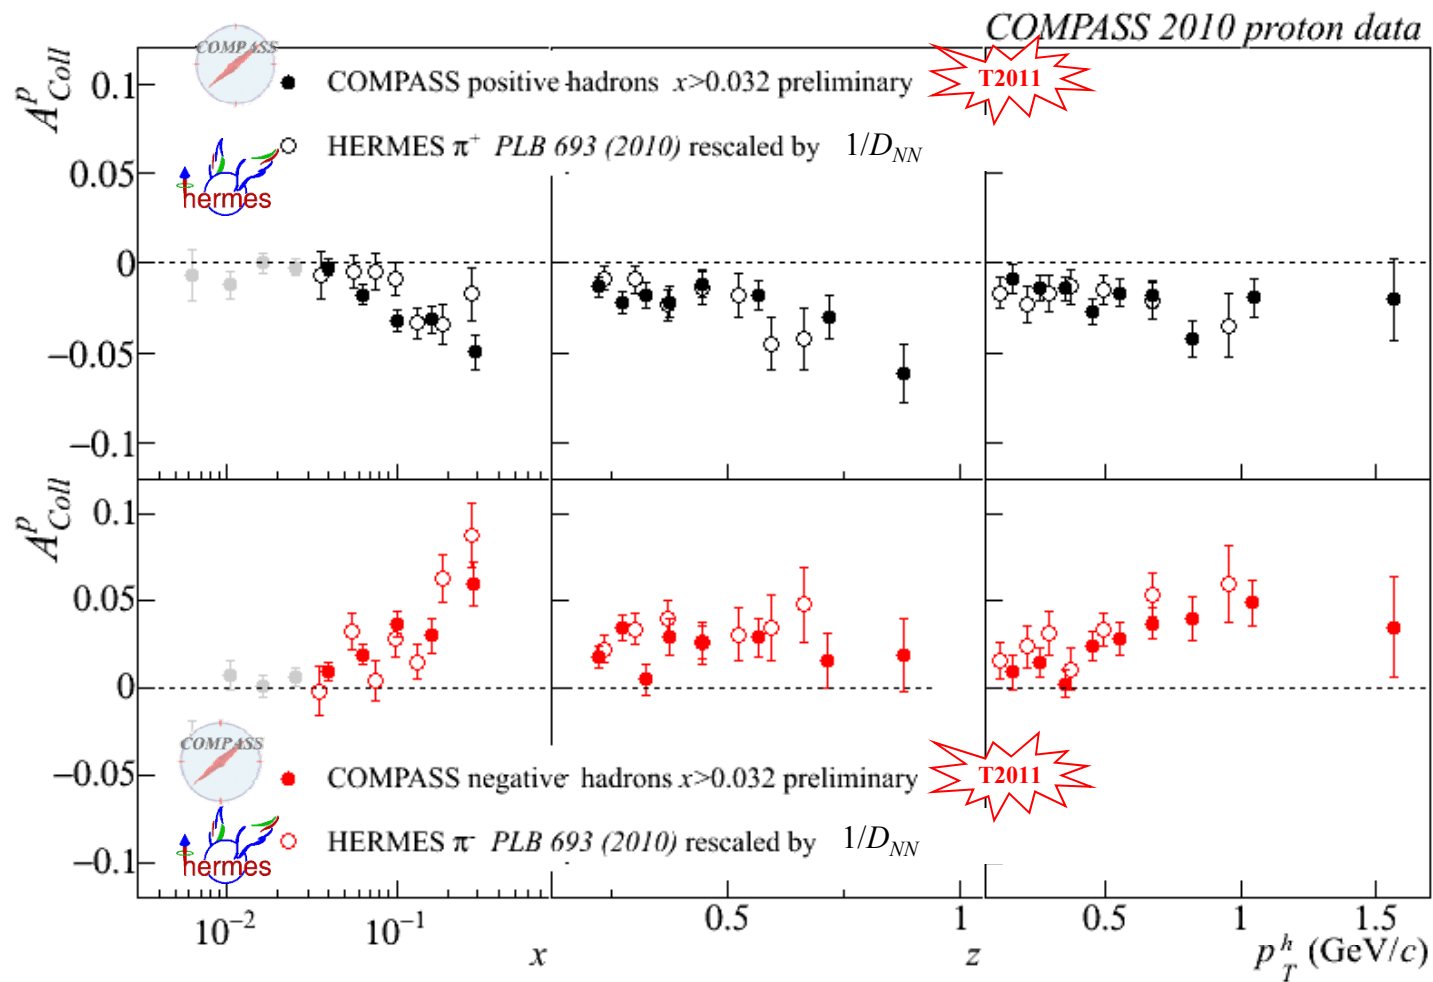 COMPASS 2010 proton data
COMPASS
A^p_Coll
COMPASS positive hadrons x>0.032 preliminary
T2011
HERMES π⁺ PLB 693 (2010) rescaled by 1/D_NN
hermes
0.1
0.05
0
−0.05
−0.1
A^p_Coll
0.1
0.05
0
−0.05
−0.1
COMPASS
COMPASS negative hadrons x>0.032 preliminary
T2011
HERMES π⁻ PLB 693 (2010) rescaled by 1/D_NN
hermes
10⁻² 10⁻¹ 0.5 1 0.5 1 1.5
x z p_T^h (GeV/c)